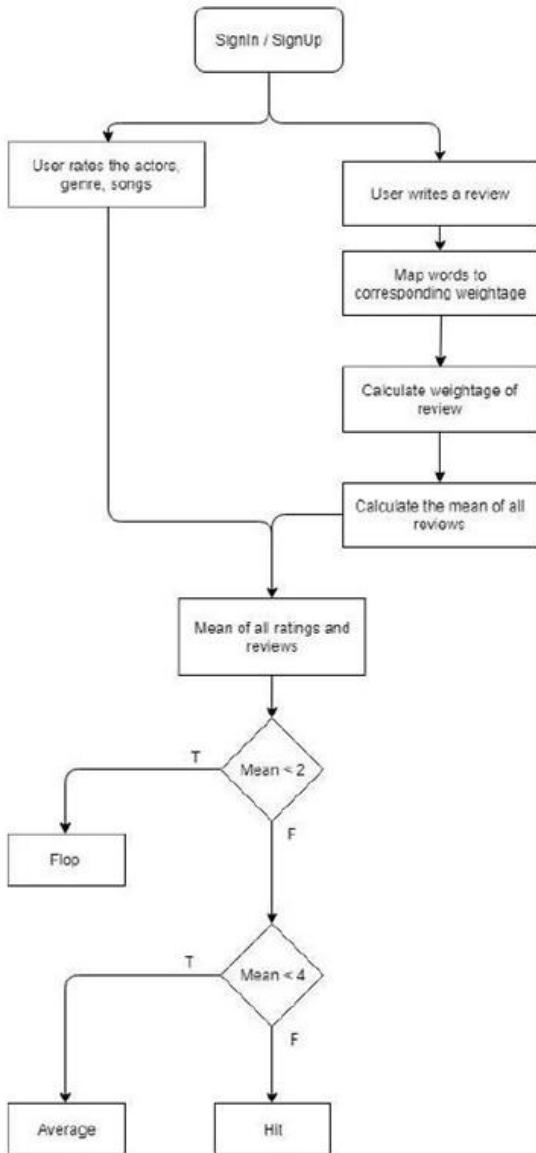 SignIn / SignUp
User rates the actors,
genre, songs
User writes a review
Map words to
corresponding weightage
Calculate weightage of
review
Calculate the mean of all
reviews
Mean of all ratings and
reviews
Mean < 2
T
F
Flop
Mean < 4
T
F
Average
Hit